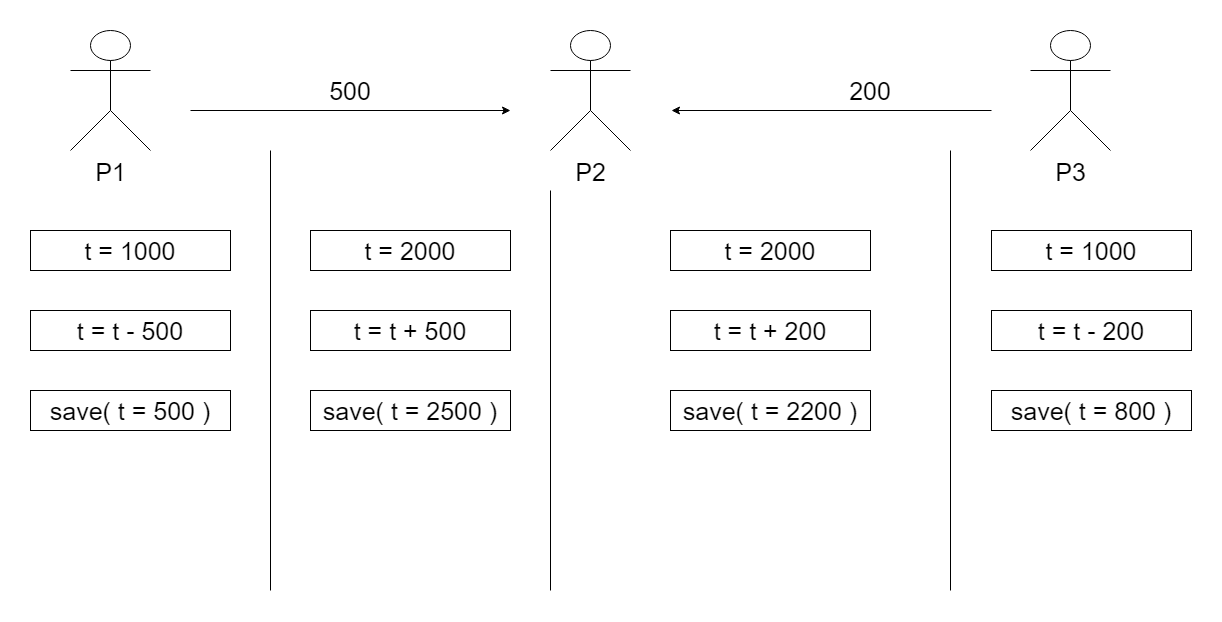 500
200
P1
P2
P3
t = 1000
t = 2000
t = 2000
t = 1000
t = t - 500
t = t + 500
t = t + 200
t = t - 200
save( t = 500 )
save( t = 2500 )
save( t = 2200 )
save( t = 800 )